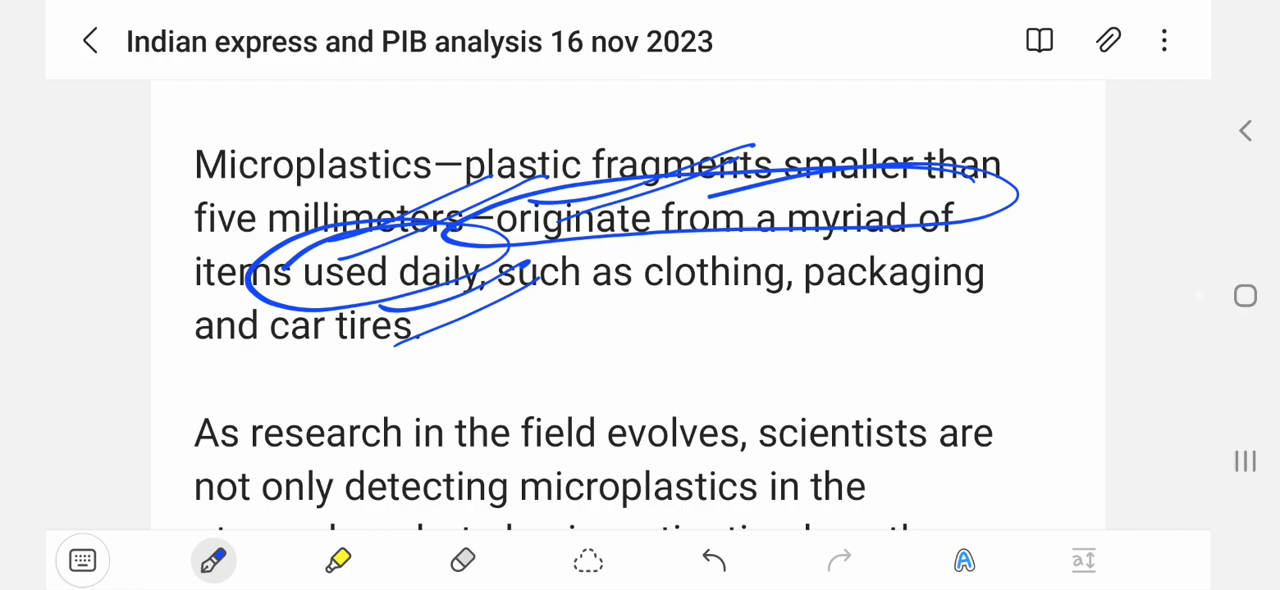 Indian express and PIB analysis 16 nov 2023
Microplastics—plastic fragments smaller than
five millimeters—originate from a myriad of
items used daily, such as clothing, packaging
and car tires.
As research in the field evolves, scientists are
not only detecting microplastics in the